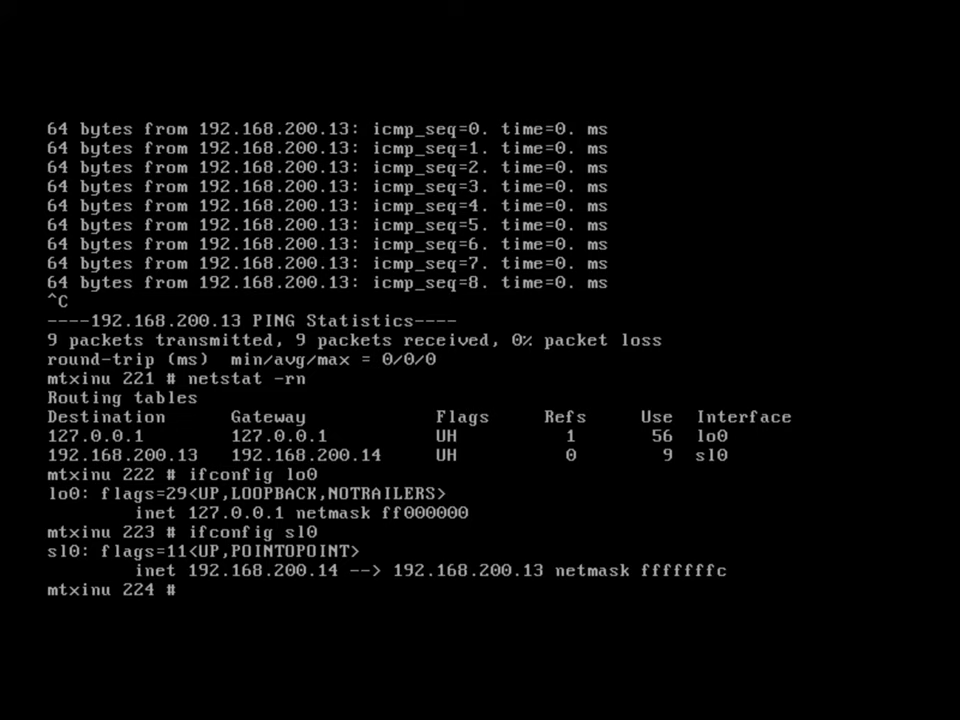 64 bytes from 192.168.200.13: icmp_seq=0. time=0. ms
64 bytes from 192.168.200.13: icmp_seq=1. time=0. ms
64 bytes from 192.168.200.13: icmp_seq=2. time=0. ms
64 bytes from 192.168.200.13: icmp_seq=3. time=0. ms
64 bytes from 192.168.200.13: icmp_seq=4. time=0. ms
64 bytes from 192.168.200.13: icmp_seq=5. time=0. ms
64 bytes from 192.168.200.13: icmp_seq=6. time=0. ms
64 bytes from 192.168.200.13: icmp_seq=7. time=0. ms
64 bytes from 192.168.200.13: icmp_seq=8. time=0. ms
^C
----192.168.200.13 PING Statistics----
9 packets transmitted, 9 packets received, 0% packet loss
round-trip (ms)  min/avg/max = 0/0/0
mtxinu 221 # netstat -rn
Routing tables
Destination      Gateway            Flags     Refs     Use  Interface
127.0.0.1        127.0.0.1          UH          1       56  lo0
192.168.200.13   192.168.200.14     UH          0        9  sl0
mtxinu 222 # ifconfig lo0
lo0: flags=29<UP,LOOPBACK,NOTRAILERS>
        inet 127.0.0.1 netmask ff000000
mtxinu 223 # ifconfig sl0
sl0: flags=11<UP,POINTOPOINT>
        inet 192.168.200.14 --> 192.168.200.13 netmask fffffffc
mtxinu 224 #